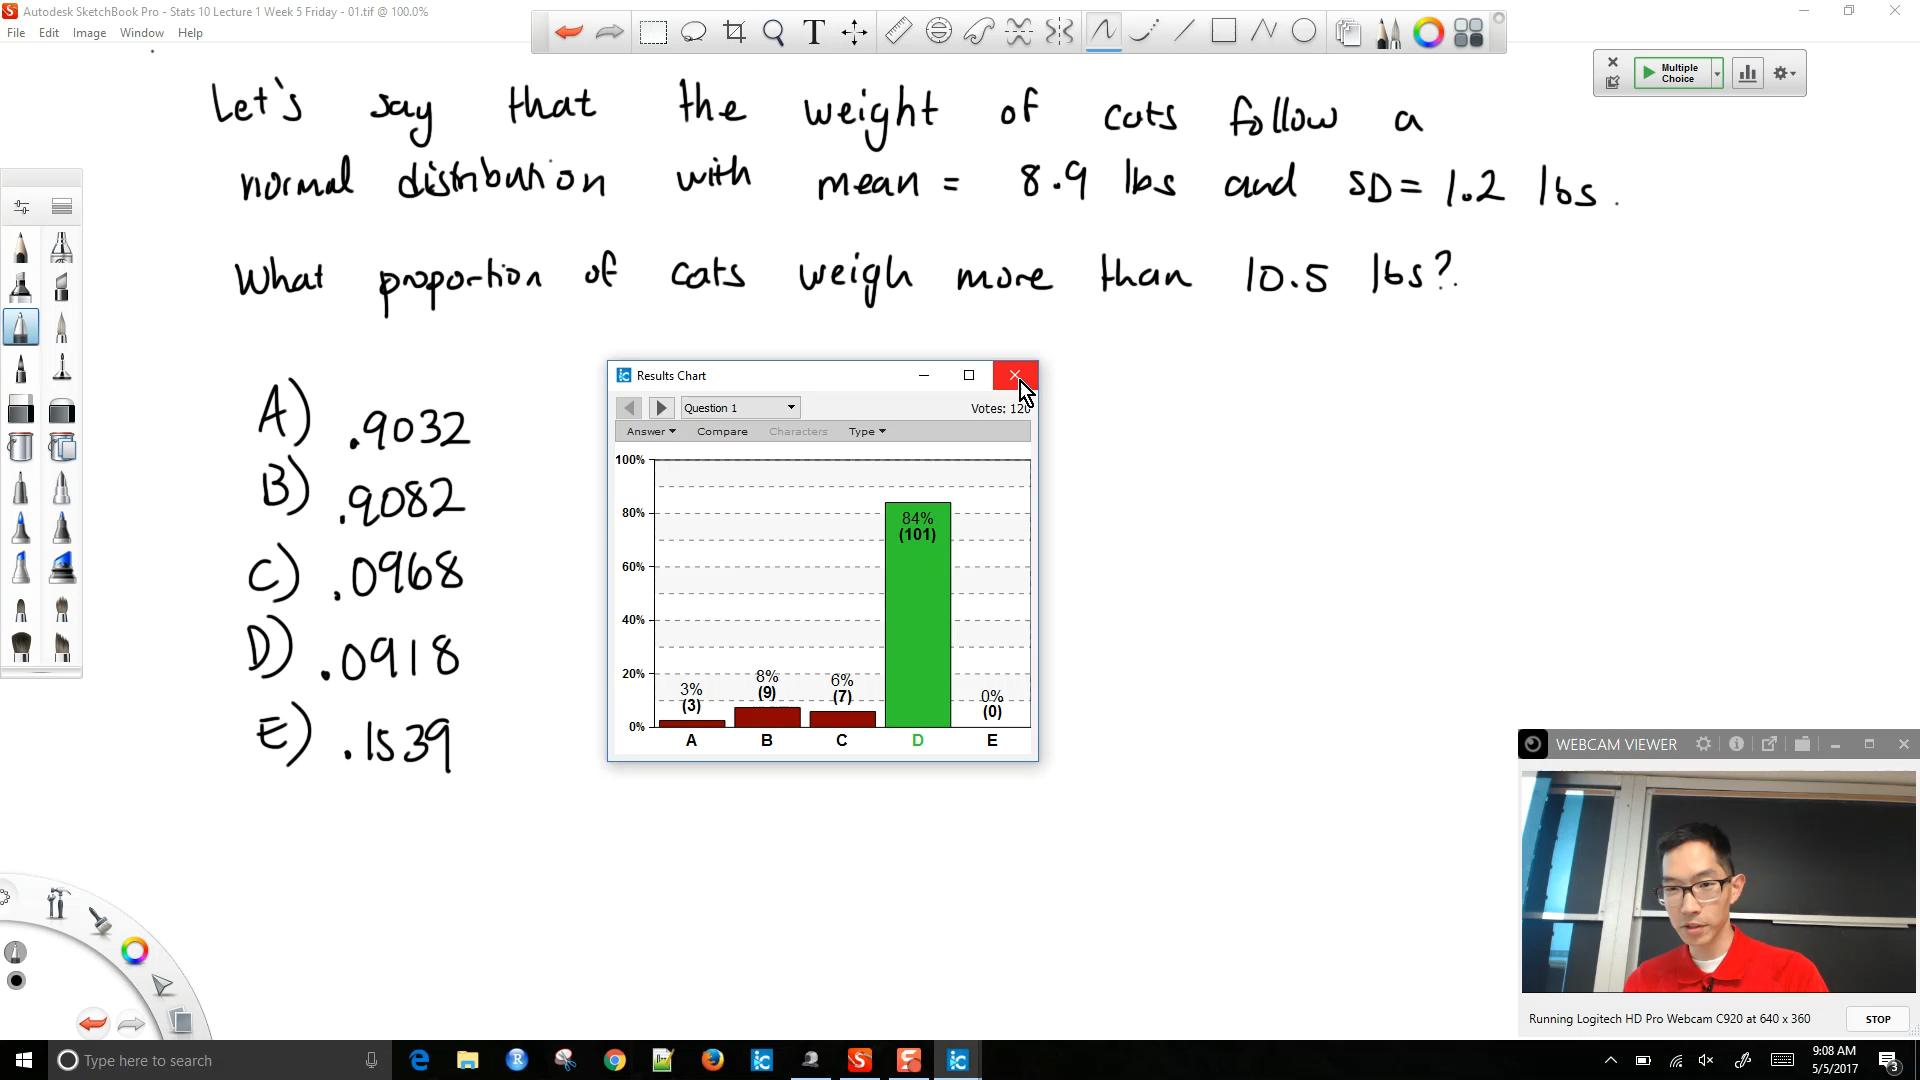 Autodesk SketchBook Pro - Stats 10 Lecture 1 Week 5 Friday - 01.tif @ 100.0%
File Edit Image Window Help
T
Multiple
Choice
Let's say that the weight of cats follow a
normal distribution with mean = 8.9 lbs and SD = 1.2 lbs.
What proportion of cats weigh more than 10.5 lbs?
A) .9032
B) .9082
C) .0968
D) .0918
E) .1539
Results Chart
Question 1
Votes: 120
Answer Compare Characters Type
100%
80%
60%
40%
20%
0%
3%
(3)
8%
(9)
6%
(7)
84%
(101)
0%
(0)
A B C D E
WEBCAM VIEWER
Running Logitech HD Pro Webcam C920 at 640 x 360
STOP
Type here to search
9:08 AM
5/5/2017
3